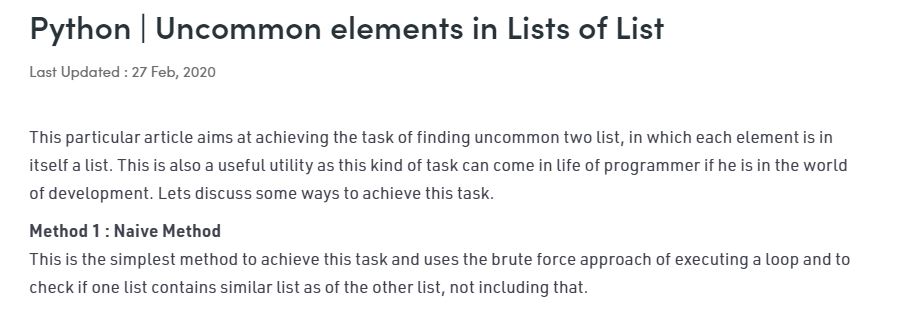 Python | Uncommon elements in Lists of List
Last Updated : 27 Feb, 2020
This particular article aims at achieving the task of finding uncommon two list, in which each element is in
itself a list. This is also a useful utility as this kind of task can come in life of programmer if he is in the world
of development. Lets discuss some ways to achieve this task.
Method 1 : Naive Method
This is the simplest method to achieve this task and uses the brute force approach of executing a loop and to
check if one list contains similar list as of the other list, not including that.